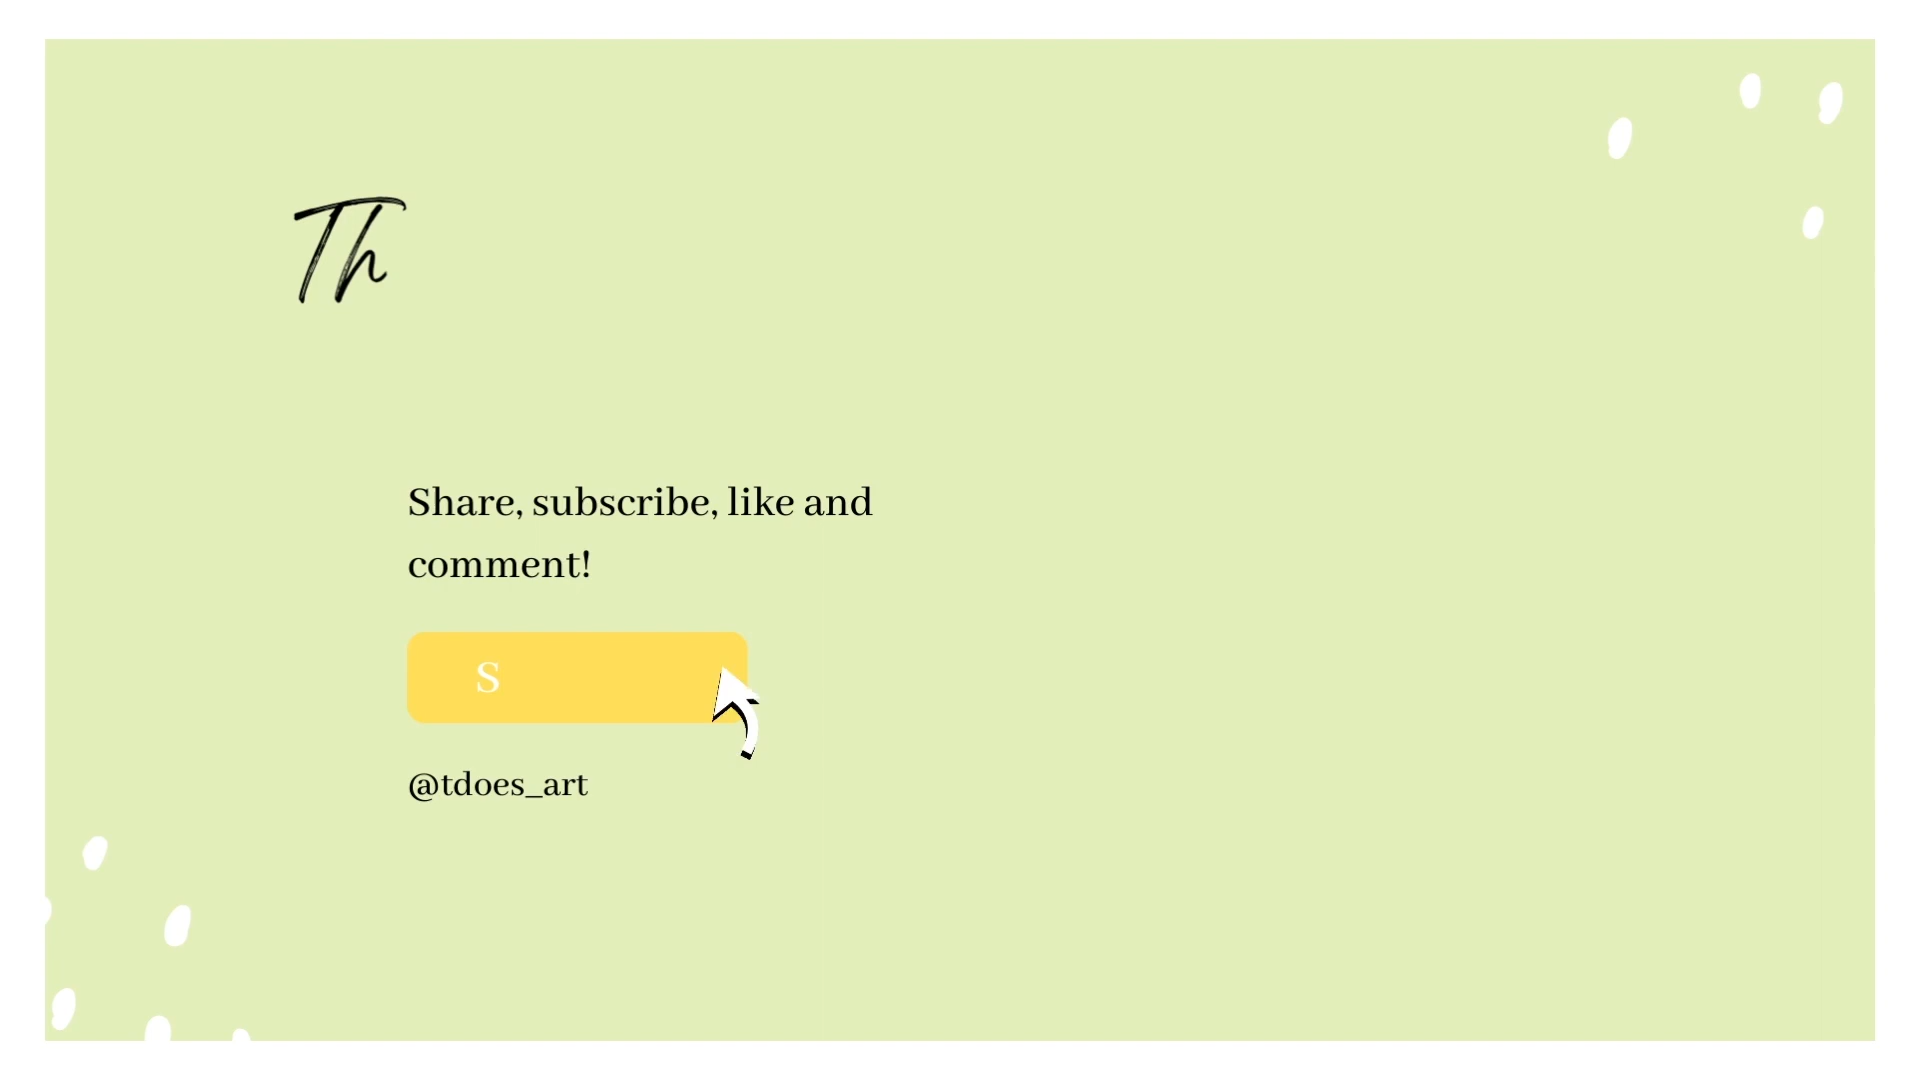 Th
Share, subscribe, like and
comment!
S
@tdoes_art